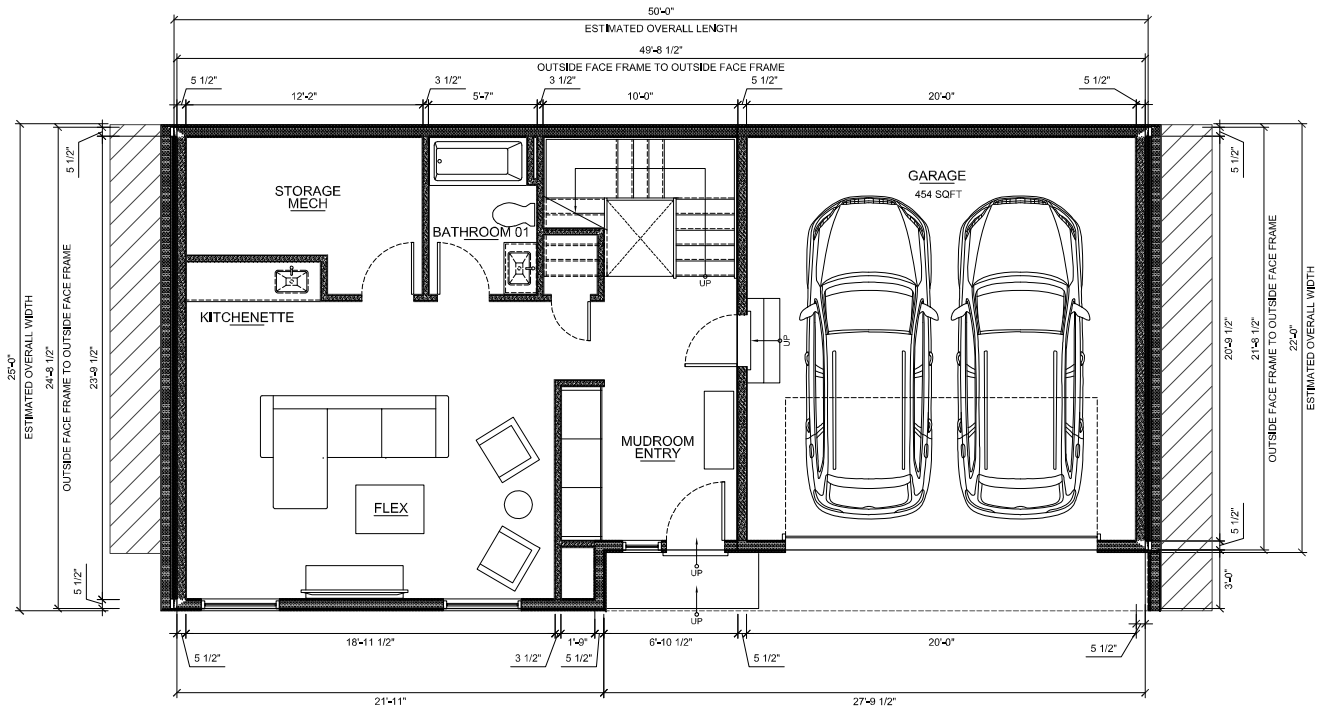 50'-0"
ESTIMATED OVERALL LENGTH
49'-8 1/2"
OUTSIDE FACE FRAME TO OUTSIDE FACE FRAME
5 1/2"
3 1/2"
3 1/2"
5 1/2"
5 1/2"
12'-2"
5'-7"
10'-0"
20'-0"
25'-0"
ESTIMATED OVERALL WIDTH
24'-8 1/2"
OUTSIDE FACE FRAME TO OUTSIDE FACE FRAME
23'-9 1/2"
5 1/2"
5 1/2"
STORAGE
MECH
BATHROOM 01
GARAGE
454 SQFT
UP
KITCHENETTE
UP
MUDROOM
ENTRY
FLEX
UP
UP
5 1/2"
20'-9 1/2"
21'-8 1/2"
OUTSIDE FACE FRAME TO OUTSIDE FACE FRAME
22'-0"
ESTIMATED OVERALL WIDTH
5 1/2"
3'-0"
18'-11 1/2"
1'-9"
6'-10 1/2"
20'-0"
5 1/2"
3 1/2"
5 1/2"
5 1/2"
5 1/2"
21'-11"
27'-9 1/2"